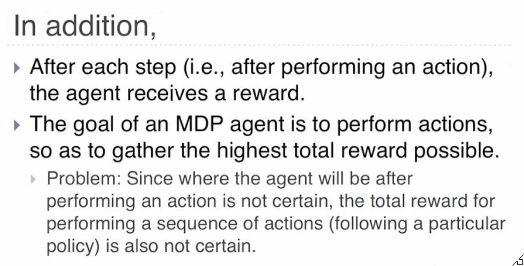 In addition,
After each step (i.e., after performing an action),
the agent receives a reward.
The goal of an MDP agent is to perform actions,
so as to gather the highest total reward possible.
Problem: Since where the agent will be after
performing an action is not certain, the total reward for
performing a sequence of actions (following a particular
policy) is also not certain.